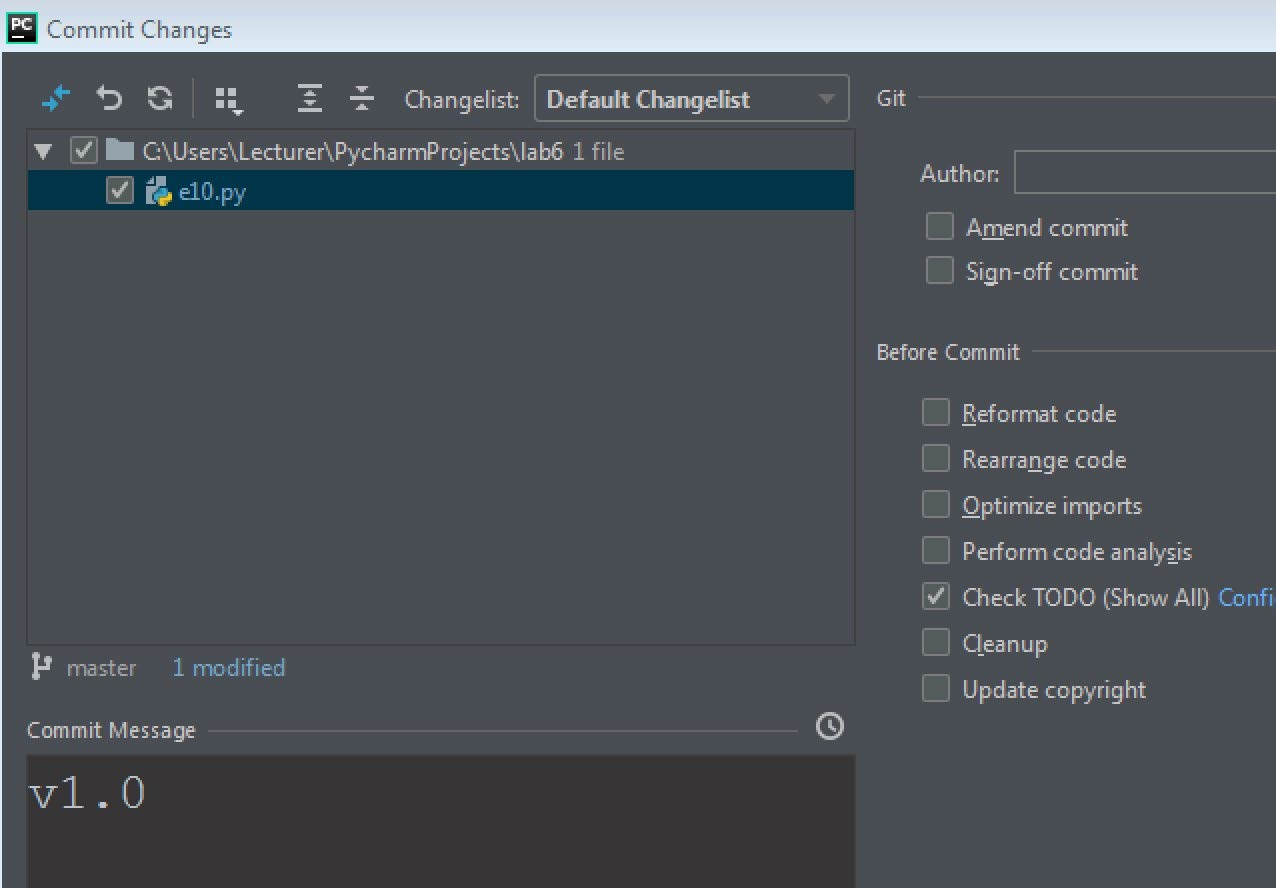 PC Commit Changes
Changelist: Default Changelist
C:\Users\Lecturer\PycharmProjects\lab6 1 file
e10.py
master 1 modified
Commit Message
v1.0
Git
Author:
Amend commit
Sign-off commit
Before Commit
Reformat code
Rearrange code
Optimize imports
Perform code analysis
Check TODO (Show All) Confi
Cleanup
Update copyright